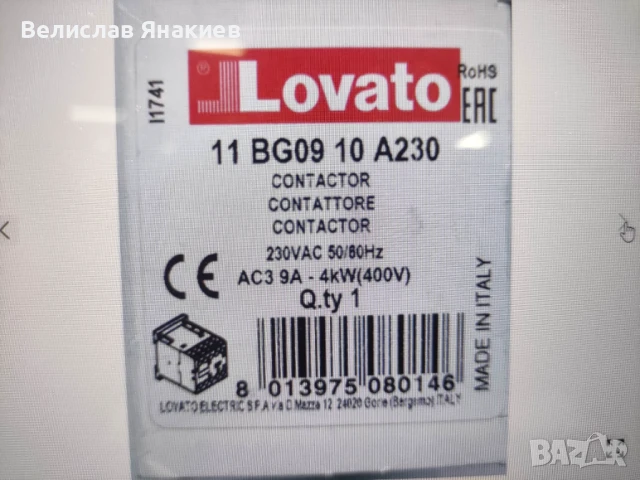 Велислав Янакиев
I1741
Lovato
RoHS
EAC
11 BG09 10 A230
CONTACTOR
CONTATTORE
CONTACTOR
230VAC 50/60Hz
AC3 9A - 4kW(400V)
Q.ty 1
CE
MADE IN ITALY
8 013975 080146
LOVATO ELECTRIC S.P.A via D.Mazza 12 24020 Gorle (Bergamo) ITALY
BAZAR